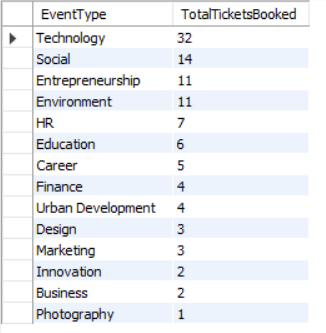 EventType TotalTicketsBooked
Technology 32
Social 14
Entrepreneurship 11
Environment 11
HR 7
Education 6
Career 5
Finance 4
Urban Development 4
Design 3
Marketing 3
Innovation 2
Business 2
Photography 1